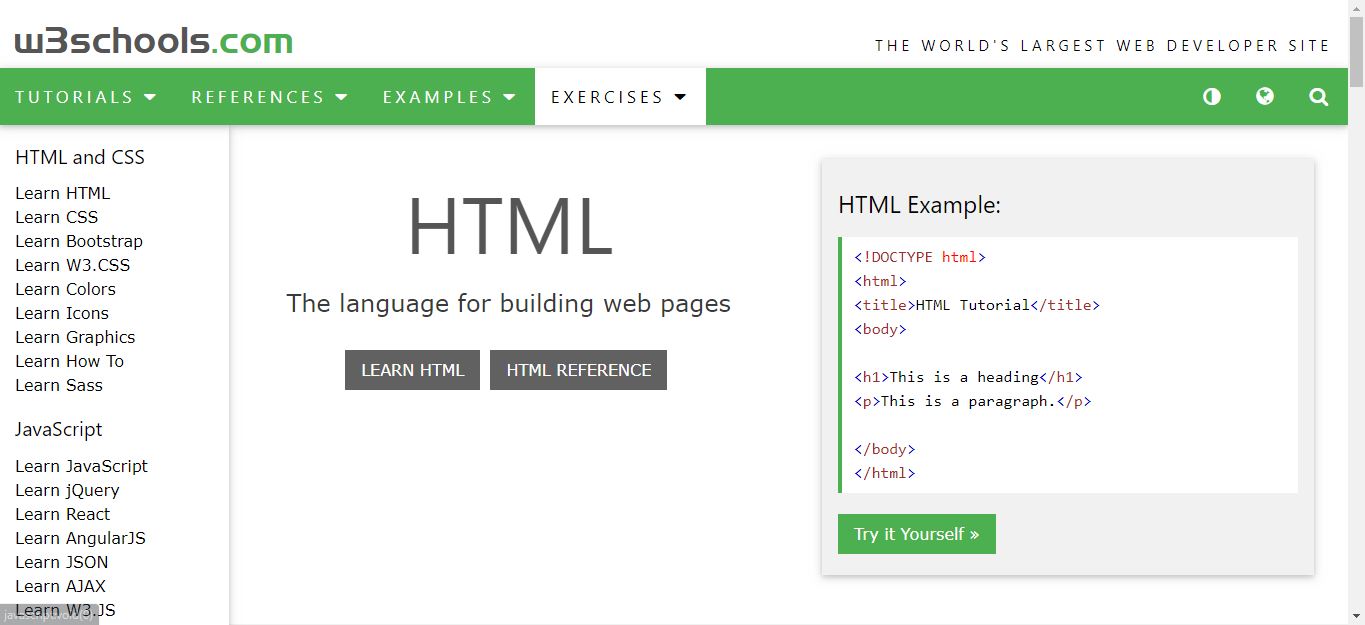 w3schools.com
THE WORLD'S LARGEST WEB DEVELOPER SITE
TUTORIALS REFERENCES EXAMPLES EXERCISES
HTML and CSS
Learn HTML
Learn CSS
Learn Bootstrap
Learn W3.CSS
Learn Colors
Learn Icons
Learn Graphics
Learn How To
Learn Sass
JavaScript
Learn JavaScript
Learn jQuery
Learn React
Learn AngularJS
Learn JSON
Learn AJAX
Learn W3.JS
javascript:void(0)
HTML
The language for building web pages
LEARN HTML HTML REFERENCE
HTML Example:
<!DOCTYPE html>
<html>
<title>HTML Tutorial</title>
<body>
<h1>This is a heading</h1>
<p>This is a paragraph.</p>
</body>
</html>
Try it Yourself »